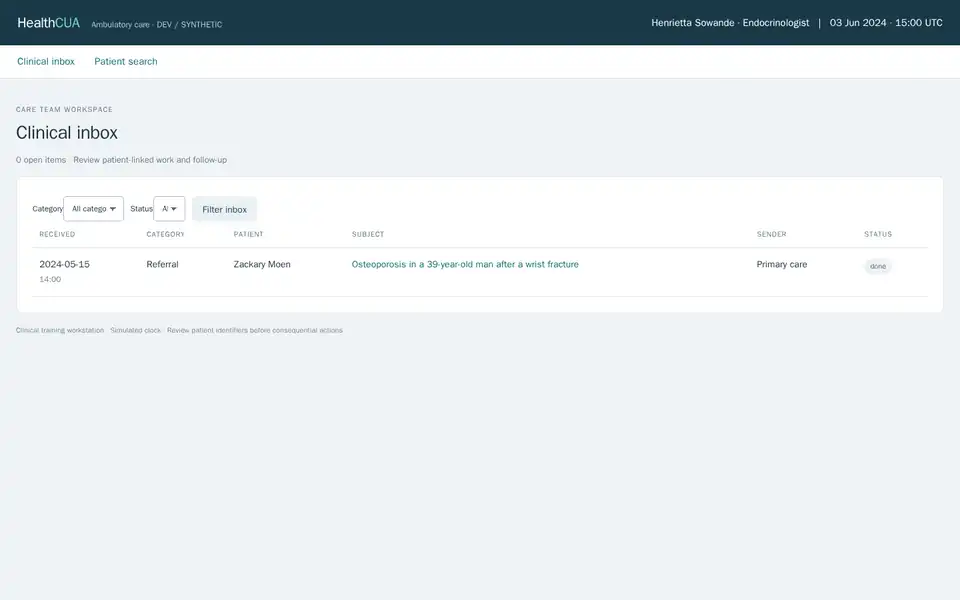 HealthCUA Ambulatory care · DEV / SYNTHETIC Henrietta Sowande · Endocrinologist | 03 Jun 2024 · 15:00 UTC
Clinical inbox Patient search
CARE TEAM WORKSPACE
Clinical inbox
0 open items · Review patient-linked work and follow-up
Category All catego Status Al Filter inbox
RECEIVED CATEGORY PATIENT SUBJECT SENDER STATUS
2024-05-15 Referral Zackary Moen Osteoporosis in a 39-year-old man after a wrist fracture Primary care done
14:00
Clinical training workstation · Simulated clock · Review patient identifiers before consequential actions